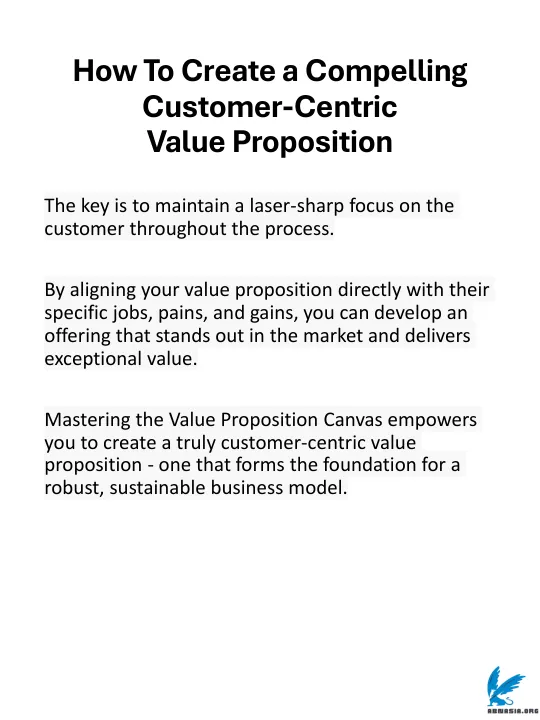 How To Create a Compelling
Customer-Centric
Value Proposition
The key is to maintain a laser-sharp focus on the
customer throughout the process.
By aligning your value proposition directly with their
specific jobs, pains, and gains, you can develop an
offering that stands out in the market and delivers
exceptional value.
Mastering the Value Proposition Canvas empowers
you to create a truly customer-centric value
proposition - one that forms the foundation for a
robust, sustainable business model.
ABNASIA.ORG